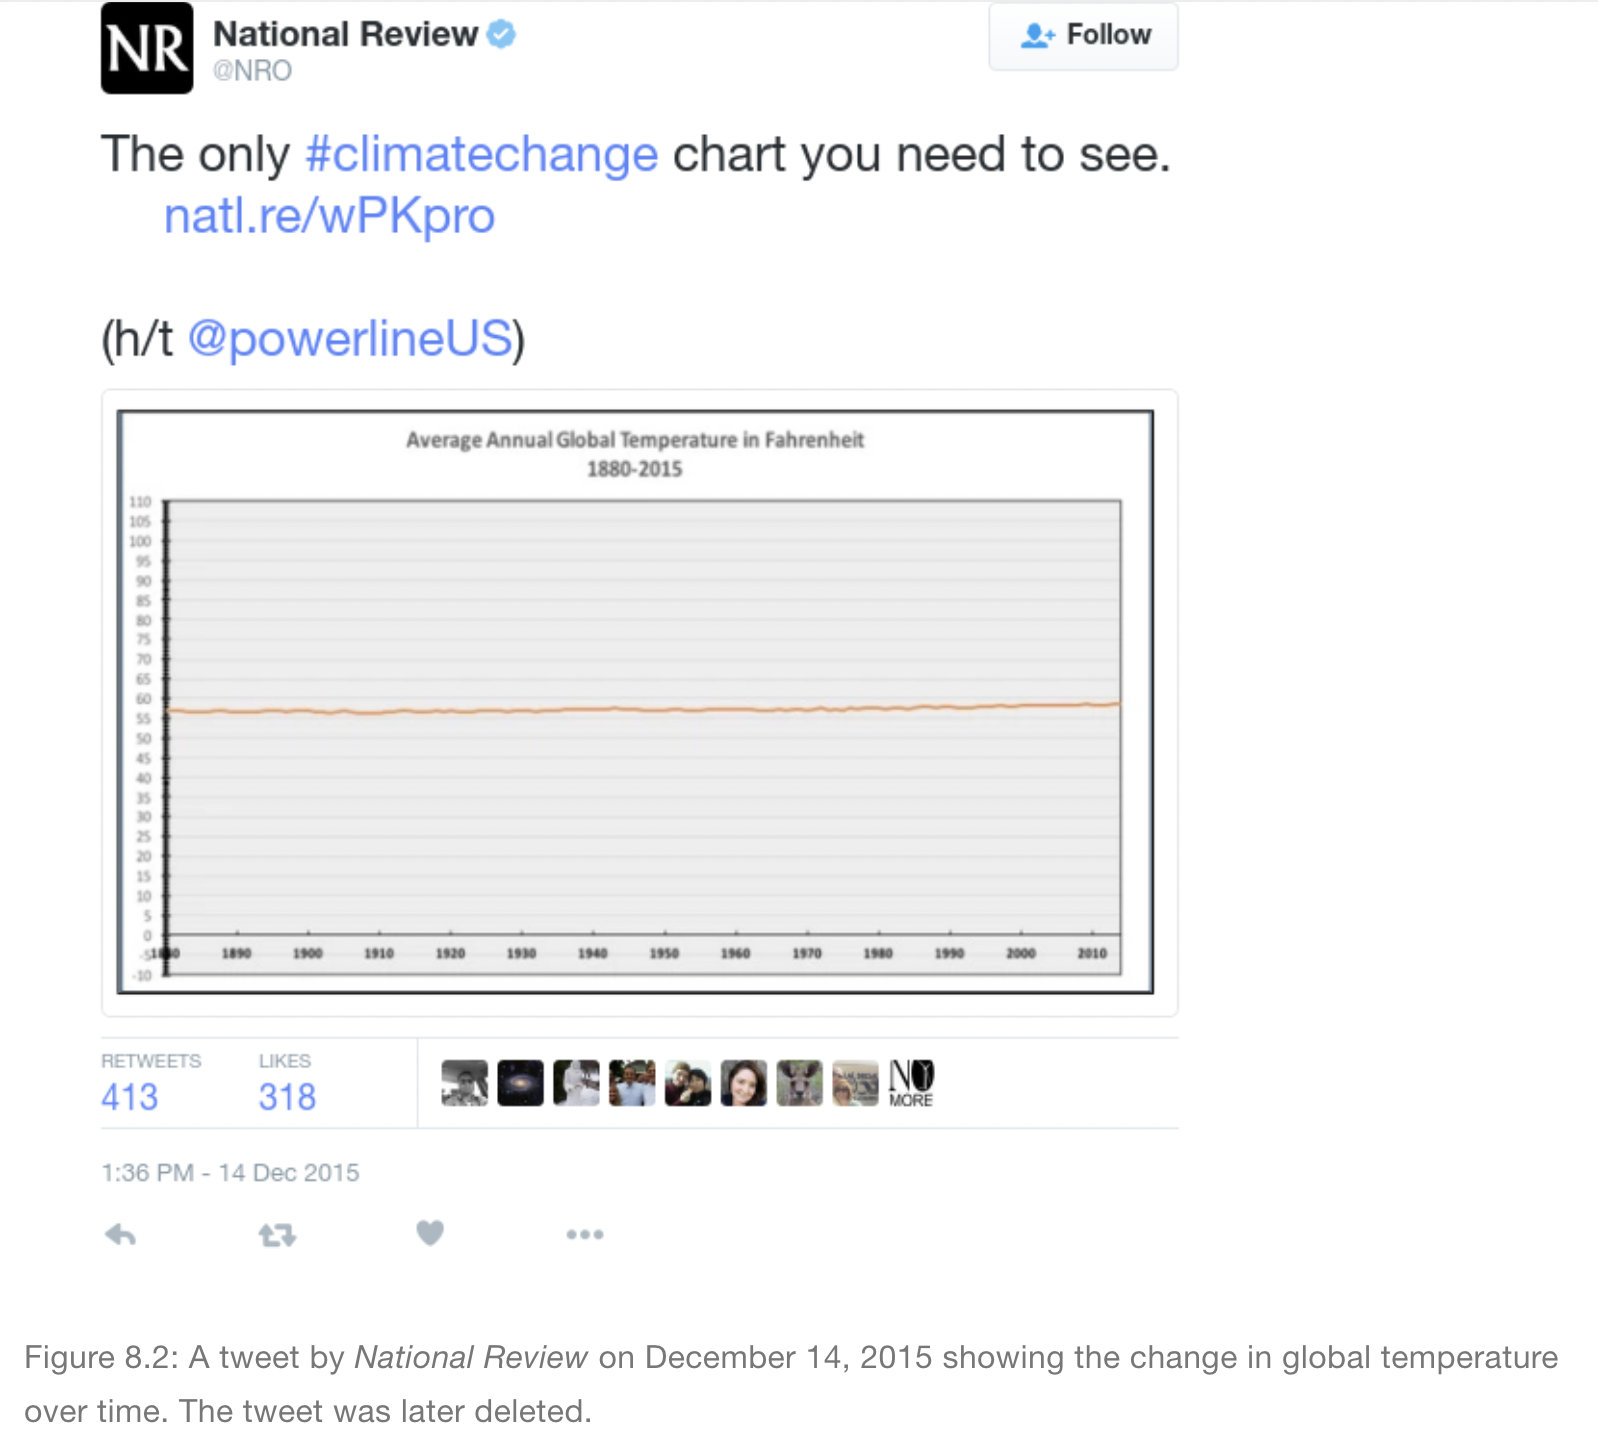 NR
National Review
@NRO
Follow
The only #climatechange chart you need to see.
natl.re/wPKpro
(h/t @powerlineUS)
Average Annual Global Temperature in Fahrenheit
1880-2015
110
105
100
95
90
85
80
75
70
65
60
55
50
45
40
35
30
25
20
15
10
5
0
-5
-10
1880 1890 1900 1910 1920 1930 1940 1950 1960 1970 1980 1990 2000 2010
RETWEETS LIKES
413 318
NO
MORE
1:36 PM - 14 Dec 2015
Figure 8.2: A tweet by National Review on December 14, 2015 showing the change in global temperature
over time. The tweet was later deleted.